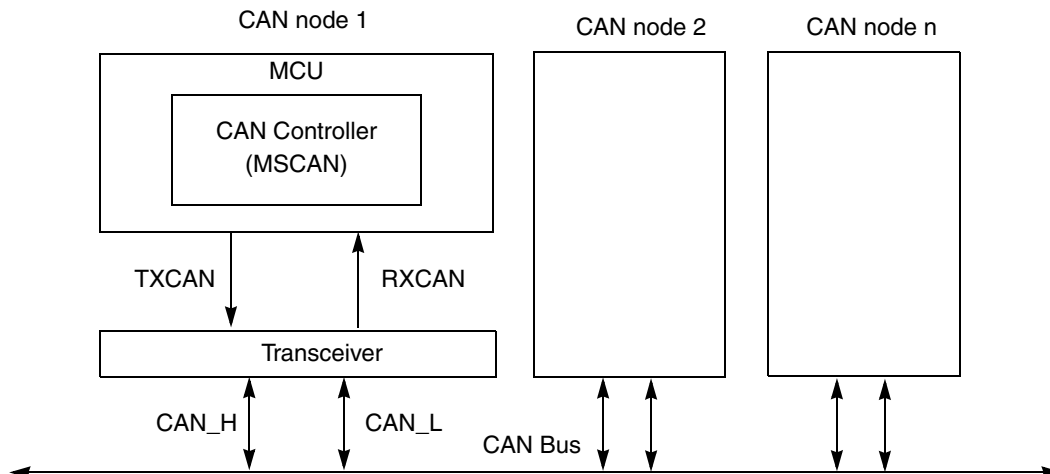 CAN node 1
CAN node 2
CAN node n
MCU
CAN Controller
(MSCAN)
TXCAN
RXCAN
Transceiver
CAN_H
CAN_L
CAN Bus